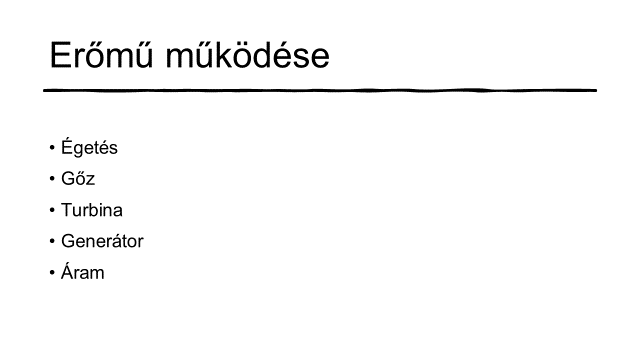 Erőmű működése
• Égetés
• Gőz
• Turbina
• Generátor
• Áram